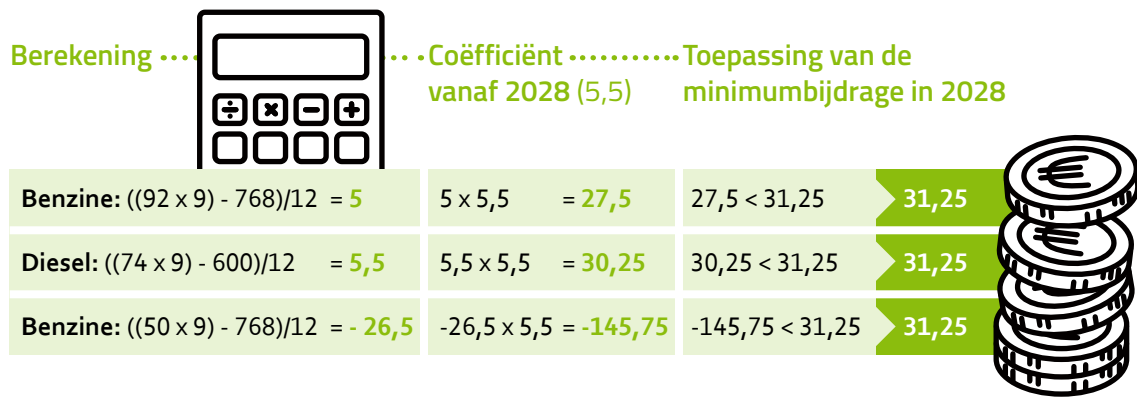 Berekening
Coëfficiënt
vanaf 2028 (5,5)
Toepassing van de
minimumbijdrage in 2028
Benzine: ((92 x 9) - 768)/12 = 5
5 x 5,5 = 27,5
27,5 < 31,25
31,25
Diesel: ((74 x 9) - 600)/12 = 5,5
5,5 x 5,5 = 30,25
30,25 < 31,25
31,25
Benzine: ((50 x 9) - 768)/12 = - 26,5
-26,5 x 5,5 = -145,75
-145,75 < 31,25
31,25